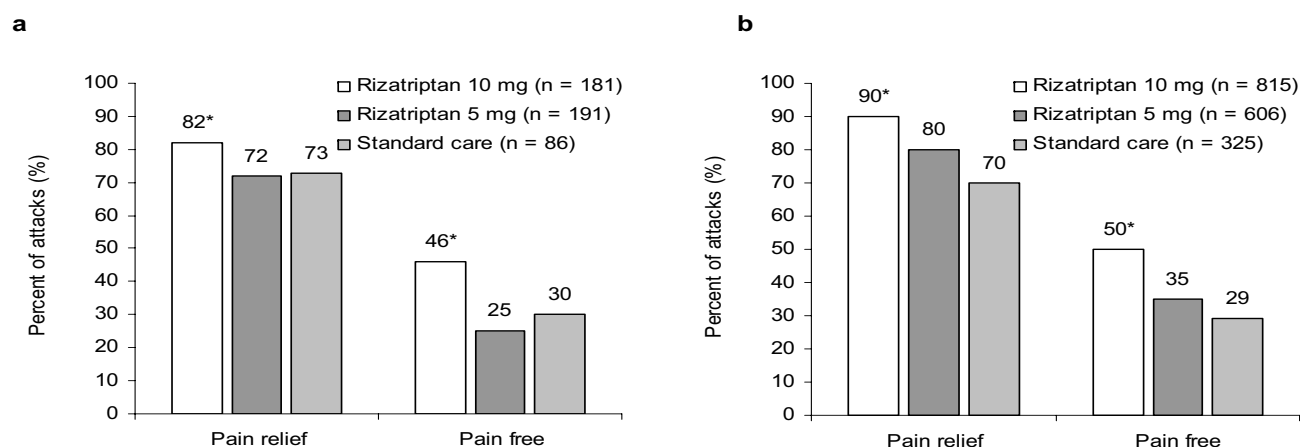 a
Percent of attacks (%)
100
90
80
70
60
50
40
30
20
10
0
Rizatriptan 10 mg (n = 181)
Rizatriptan 5 mg (n = 191)
Standard care (n = 86)
82*
72
73
46*
25
30
Pain relief
Pain free
b
Percent of attacks (%)
100
90
80
70
60
50
40
30
20
10
0
Rizatriptan 10 mg (n = 815)
Rizatriptan 5 mg (n = 606)
Standard care (n = 325)
90*
80
70
50*
35
29
Pain relief
Pain free